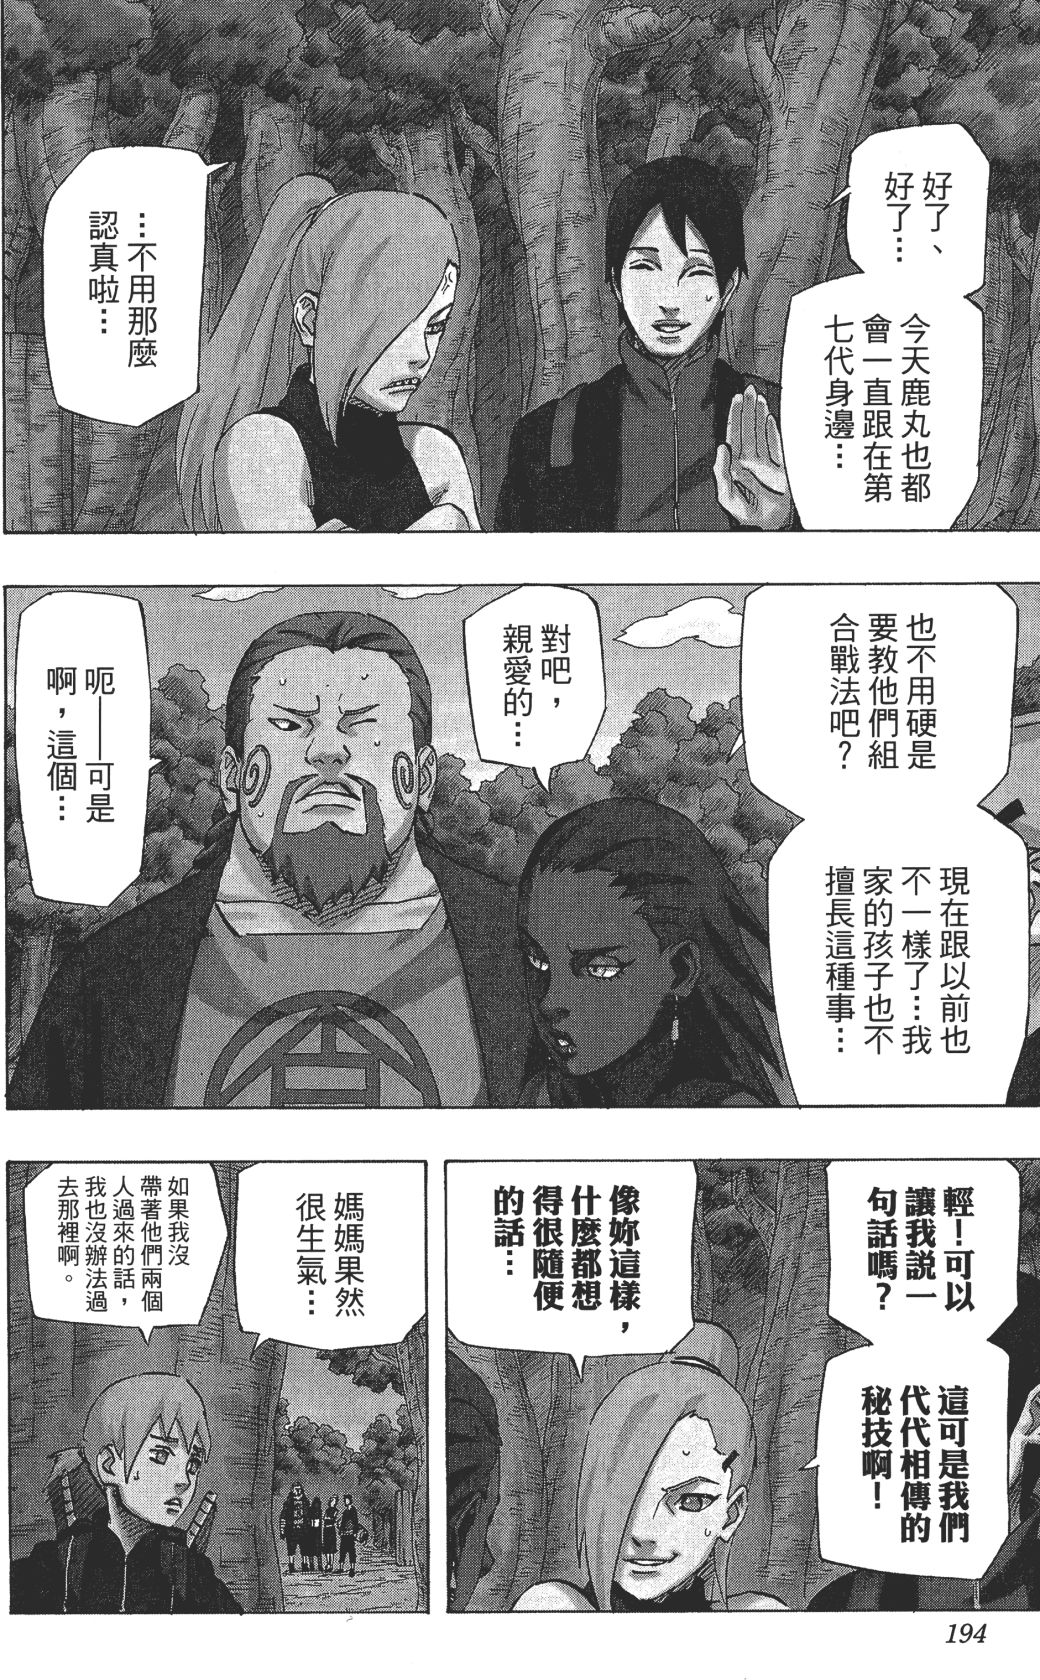 好了、
好了…
今天鹿丸也都
會一直跟在第
七代身邊…
…不用那麼
認真啦…
也不用硬是
要教他們組
合戰法吧？
現在跟以前也
不一樣了…我
家的孩子也不
擅長這種事…
對吧，
親愛的…
呃——可是
啊，這個…
輕！可以
讓我說一
句話嗎？
這可是我們
代代相傳的
秘技啊！
像妳這樣，
什麼都想
得很隨便
的話…
媽媽果然
很生氣…
如果我沒
帶著他們兩個
人過來的話，
我也沒辦法過
去那裡啊。
194